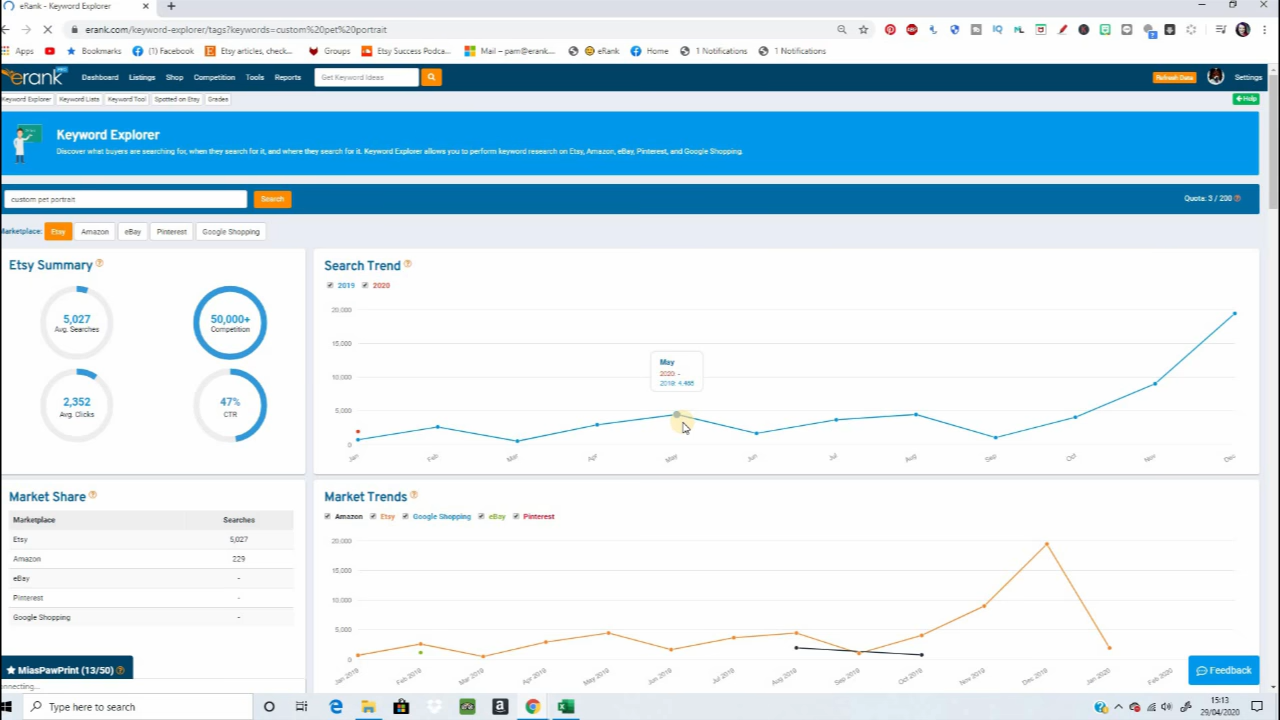 eRank - Keyword Explorer
erank.com/keyword-explorer/tags?keywords=custom%20pet%20portrait
Apps
Bookmarks
(1) Facebook
Etsy articles, check...
Groups
Etsy Success Podca...
Mail – pam@erank....
eRank
Home
1 Notifications
1 Notifications
erank
Dashboard
Listings
Shop
Competition
Tools
Reports
Get Keyword Ideas
Refresh Data
Settings
Keyword Explorer
Keyword Lists
Keyword Tool
Spotted on Etsy
Grades
Help
Keyword Explorer
Discover what buyers are searching for, when they search for it, and where they search for it. Keyword Explorer allows you to perform keyword research on Etsy, Amazon, eBay, Pinterest, and Google Shopping.
custom pet portrait
Search
Quota: 3 / 200
Marketplace:
Etsy
Amazon
eBay
Pinterest
Google Shopping
Etsy Summary
5,027
Avg. Searches
50,000+
Competition
2,352
Avg. Clicks
47%
CTR
Search Trend
2019
2020
20,000
15,000
10,000
5,000
0
May
2020: -
2019: 4,465
Jan
Feb
Mar
Apr
May
Jun
Jul
Aug
Sep
Oct
Nov
Dec
Market Share
Marketplace
Searches
Etsy
5,027
Amazon
229
eBay
-
Pinterest
-
Google Shopping
-
Market Trends
Amazon
Etsy
Google Shopping
eBay
Pinterest
20,000
15,000
10,000
5,000
0
Jan 2019
Feb 2019
Mar 2019
Apr 2019
May 2019
Jun 2019
Aug 2019
Sep 2019
Oct 2019
Nov 2019
Dec 2019
Jan 2020
Feb 2020
MiasPawPrint (13/50)
Feedback
Type here to search
15:13
29/04/2020